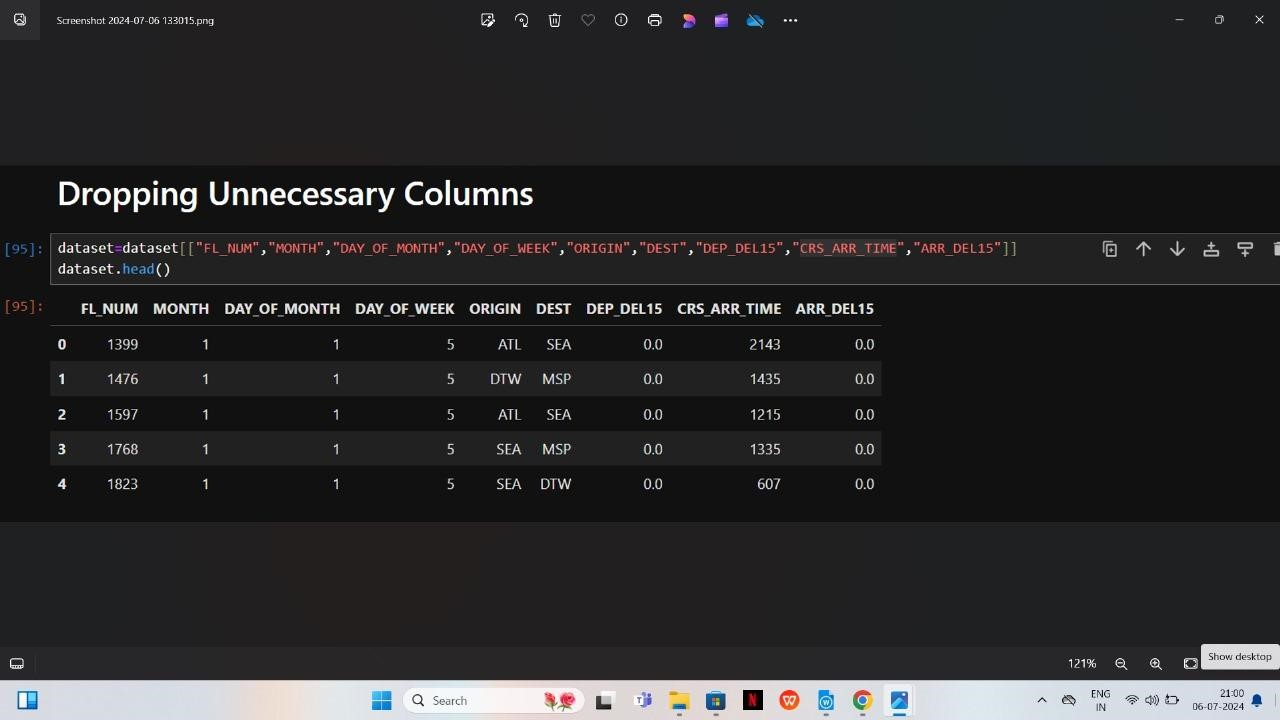 Screenshot 2024-07-06 133015.png
Dropping Unnecessary Columns
[95]: dataset=dataset[["FL_NUM","MONTH","DAY_OF_MONTH","DAY_OF_WEEK","ORIGIN","DEST","DEP_DEL15","CRS_ARR_TIME","ARR_DEL15"]]
dataset.head()
[95]: FL_NUM MONTH DAY_OF_MONTH DAY_OF_WEEK ORIGIN DEST DEP_DEL15 CRS_ARR_TIME ARR_DEL15
0 1399 1 1 5 ATL SEA 0.0 2143 0.0
1 1476 1 1 5 DTW MSP 0.0 1435 0.0
2 1597 1 1 5 ATL SEA 0.0 1215 0.0
3 1768 1 1 5 SEA MSP 0.0 1335 0.0
4 1823 1 1 5 SEA DTW 0.0 607 0.0
121%
Show desktop
Search
ENG
IN
21:00
06-07-2024